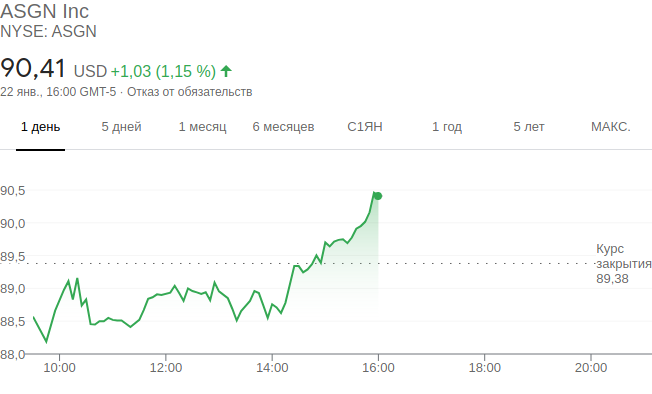 ASGN Inc
NYSE: ASGN
90,41 USD +1,03 (1,15 %)
22 янв., 16:00 GMT-5 · Отказ от обязательств
1 день 5 дней 1 месяц 6 месяцев С1ЯН 1 год 5 лет МАКС.
90,5
90,0
89,5
89,0
88,5
88,0
Курс
закрытия
89,38
10:00 12:00 14:00 16:00 18:00 20:00